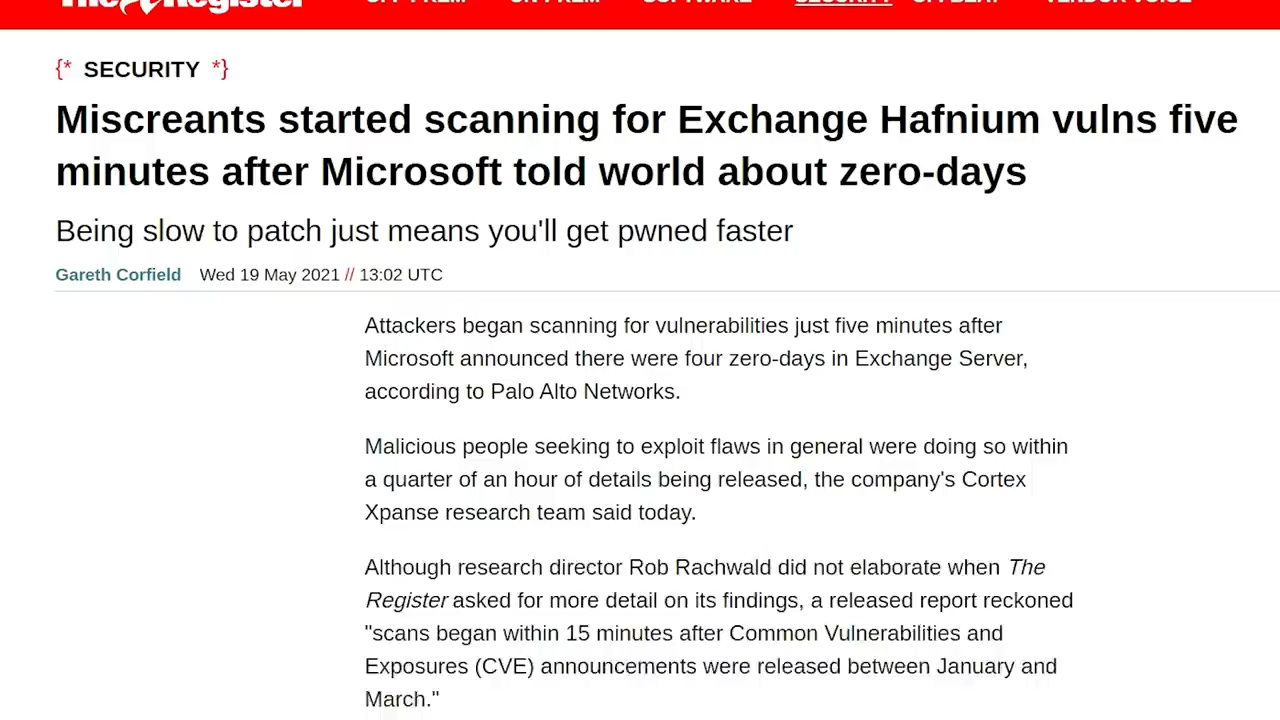 The Register
SECURITY
{* SECURITY *}
Miscreants started scanning for Exchange Hafnium vulns five
minutes after Microsoft told world about zero-days
Being slow to patch just means you'll get pwned faster
Gareth Corfield Wed 19 May 2021 // 13:02 UTC
Attackers began scanning for vulnerabilities just five minutes after
Microsoft announced there were four zero-days in Exchange Server,
according to Palo Alto Networks.
Malicious people seeking to exploit flaws in general were doing so within
a quarter of an hour of details being released, the company's Cortex
Xpanse research team said today.
Although research director Rob Rachwald did not elaborate when The
Register asked for more detail on its findings, a released report reckoned
"scans began within 15 minutes after Common Vulnerabilities and
Exposures (CVE) announcements were released between January and
March."